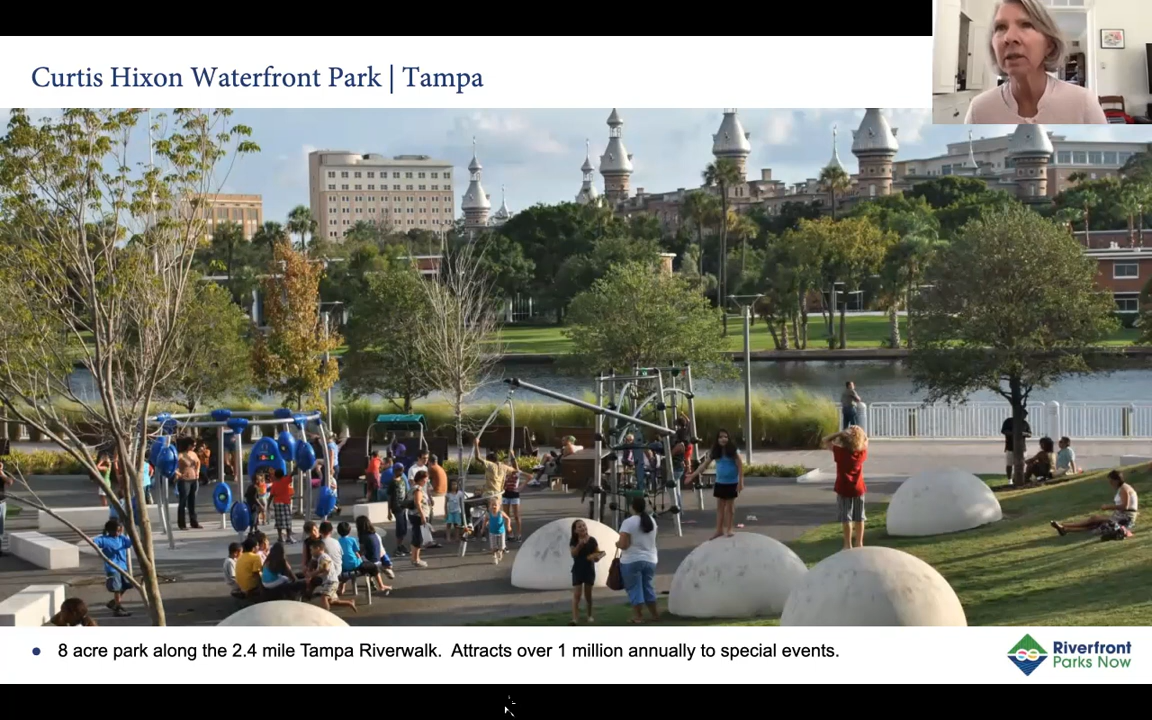 Curtis Hixon Waterfront Park | Tampa
• 8 acre park along the 2.4 mile Tampa Riverwalk. Attracts over 1 million annually to special events.
Riverfront
Parks Now